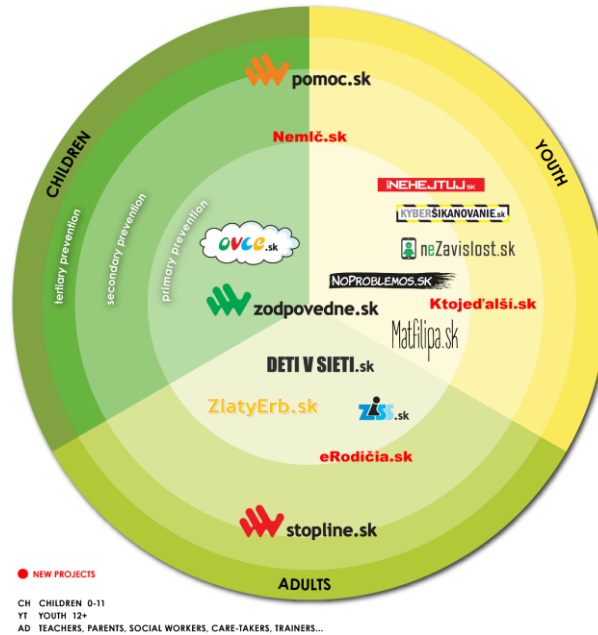 pomoc.sk
Nemlč.sk
CHILDREN
YOUTH
tertiary prevention
secondary prevention
primary prevention
iNEHEJTUJ.sk
KYBERŠIKANOVANIE.sk
OVCE.sk
neZavislost.sk
NOPROBLEMOS.SK
zodpovedne.sk
Ktojeďalší.sk
Matfilipa.sk
DETI V SIETI.sk
ZlatyErb.sk
ZISS.sk
eRodičia.sk
stopline.sk
ADULTS
NEW PROJECTS
CH CHILDREN 0-11
YT YOUTH 12+
AD TEACHERS, PARENTS, SOCIAL WORKERS, CARE-TAKERS, TRAINERS...